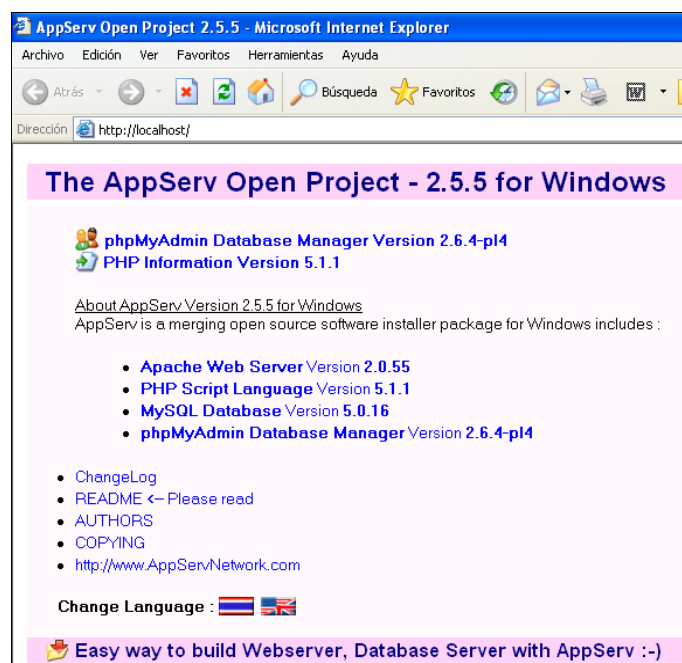 AppServ Open Project 2.5.5 - Microsoft Internet Explorer
Archivo Edición Ver Favoritos Herramientas Ayuda
Atrás Búsqueda Favoritos
Dirección http://localhost/
The AppServ Open Project - 2.5.5 for Windows
phpMyAdmin Database Manager Version 2.6.4-pl4
PHP Information Version 5.1.1
About AppServ Version 2.5.5 for Windows
AppServ is a merging open source software installer package for Windows includes :
• Apache Web Server Version 2.0.55
• PHP Script Language Version 5.1.1
• MySQL Database Version 5.0.16
• phpMyAdmin Database Manager Version 2.6.4-pl4
• ChangeLog
• README <-- Please read
• AUTHORS
• COPYING
• http://www.AppServNetwork.com
Change Language :
Easy way to build Webserver, Database Server with AppServ :-)